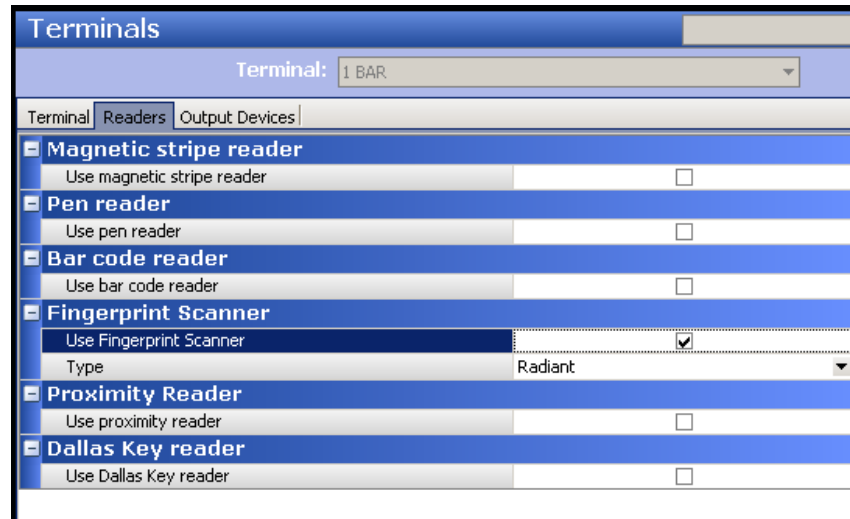 Terminals
Terminal: 1 BAR
Terminal Readers Output Devices
Magnetic stripe reader
Use magnetic stripe reader
Pen reader
Use pen reader
Bar code reader
Use bar code reader
Fingerprint Scanner
Use Fingerprint Scanner
Type Radiant
Proximity Reader
Use proximity reader
Dallas Key reader
Use Dallas Key reader